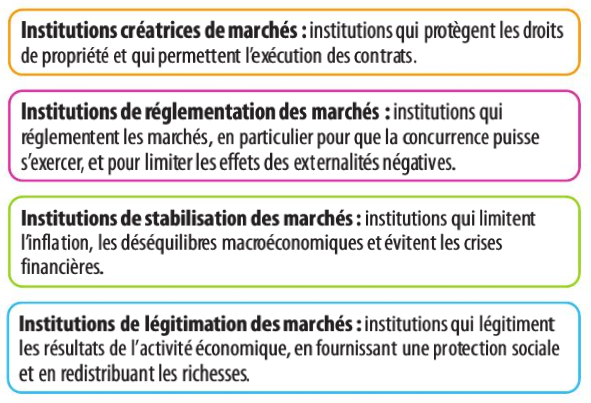 Institutions créatrices de marchés : institutions qui protègent les droits
de propriété et qui permettent l'exécution des contrats.
Institutions de réglementation des marchés : institutions qui
réglementent les marchés, en particulier pour que la concurrence puisse
s'exercer, et pour limiter les effets des externalités négatives.
Institutions de stabilisation des marchés : institutions qui limitent
l'inflation, les déséquilibres macroéconomiques et évitent les crises
financières.
Institutions de légitimation des marchés : institutions qui légitiment
les résultats de l'activité économique, en fournissant une protection sociale
et en redistribuant les richesses.